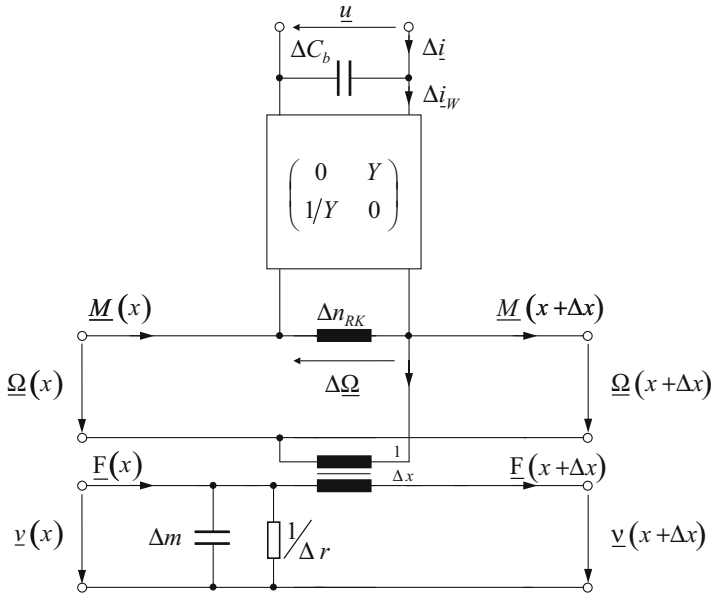 u
ΔC_b
Δi
Δi_W
0 Y
1/Y 0
M(x) Δn_RK M(x+Δx)
Ω(x) ΔΩ Ω(x+Δx)
1
F(x) Δx F(x+Δx)
v(x) Δm 1/Δr v(x+Δx)